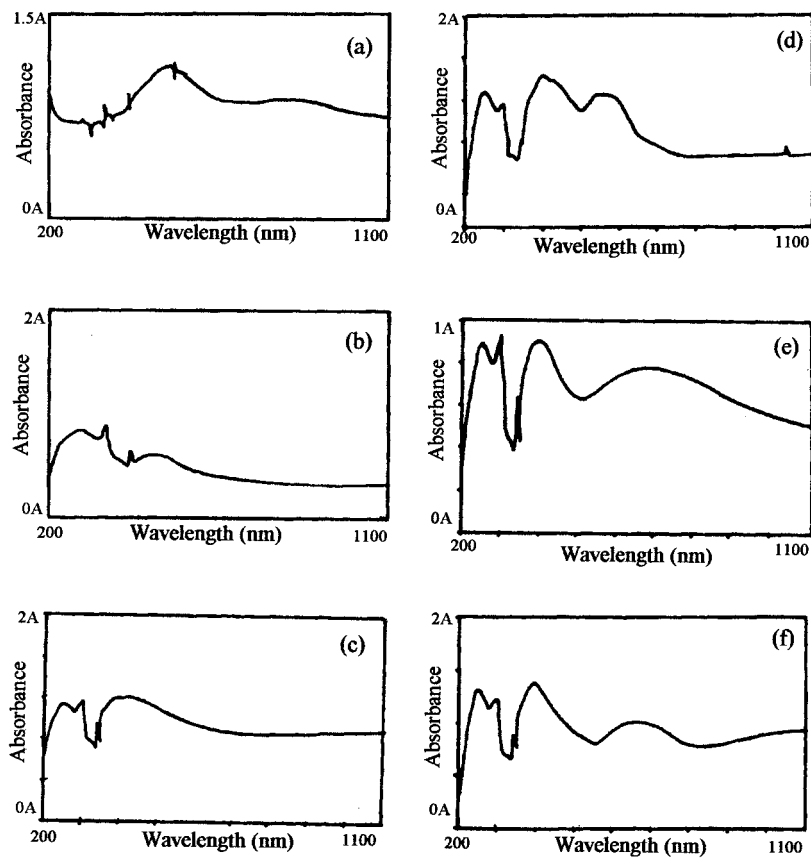 1.5A
(a)
Absorbance
0A
200
Wavelength (nm)
1100
2A
(b)
Absorbance
0A
200
Wavelength (nm)
1100
2A
(c)
Absorbance
0A
200
Wavelength (nm)
1100
2A
(d)
Absorbance
0A
200
Wavelength (nm)
1100
1A
(e)
Absorbance
0A
200
Wavelength (nm)
1100
2A
(f)
Absorbance
0A
200
Wavelength (nm)
1100